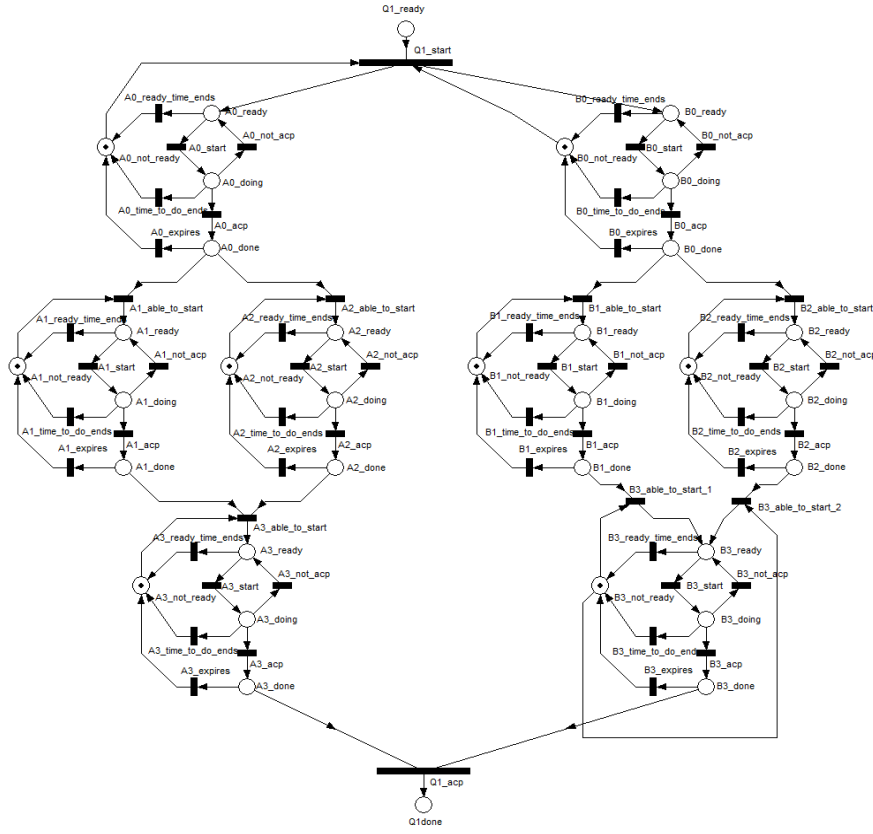 Q1_ready
Q1_start
A0_ready_time_ends
A0_ready
A0_start
A0_not_acp
A0_not_ready
A0_doing
A0_time_to_do_ends
A0_acp
A0_expires
A0_done
B0_ready_time_ends
B0_ready
B0_start
B0_not_acp
B0_not_ready
B0_doing
B0_time_to_do_ends
B0_acp
B0_expires
B0_done
A1_able_to_start
A1_ready_time_ends
A1_ready
A1_start
A1_not_acp
A1_not_ready
A1_doing
A1_time_to_do_ends
A1_acp
A1_expires
A1_done
A2_able_to_start
A2_ready_time_ends
A2_ready
A2_start
A2_not_acp
A2_not_ready
A2_doing
A2_time_to_do_ends
A2_acp
A2_expires
A2_done
B1_able_to_start
B1_ready_time_ends
B1_ready
B1_start
B1_not_acp
B1_not_ready
B1_doing
B1_time_to_do_ends
B1_acp
B1_expires
B1_done
B2_able_to_start
B2_ready_time_ends
B2_ready
B2_start
B2_not_acp
B2_not_ready
B2_doing
B2_time_to_do_ends
B2_acp
B2_expires
B2_done
A3_able_to_start
A3_ready_time_ends
A3_ready
A3_start
A3_not_acp
A3_not_ready
A3_doing
A3_time_to_do_ends
A3_acp
A3_expires
A3_done
B3_able_to_start_1
B3_able_to_start_2
B3_ready_time_ends
B3_ready
B3_start
B3_not_acp
B3_not_ready
B3_doing
B3_time_to_do_ends
B3_acp
B3_expires
B3_done
Q1_acp
Q1done